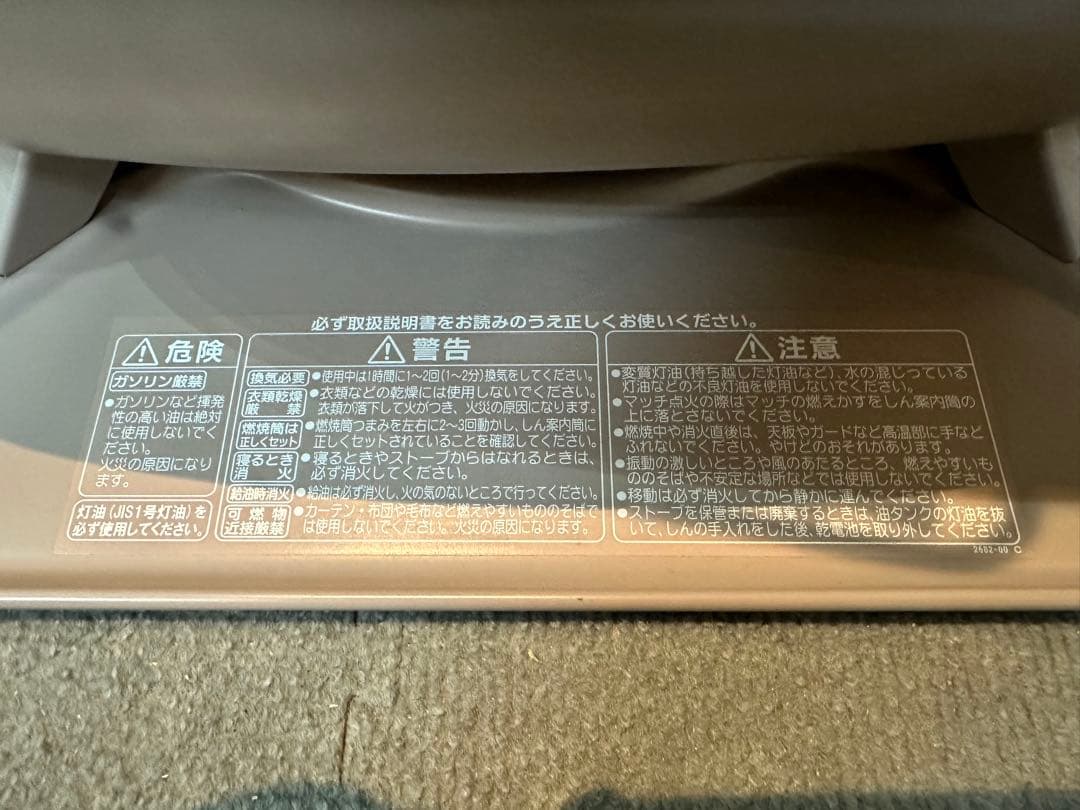 必ず取扱説明書をお読みのうえ正しくお使いください。
危険
ガソリン厳禁
●ガソリンなど揮発
性の高い油は絶対
に使用しないでく
ださい。
火災の原因になり
ます。
灯油(JIS1号灯油)を
必ず使用してください。
警告
換気必要
●使用中は1時間に1~2回(1~2分)換気をしてください。
衣類乾燥
厳禁
●衣類などの乾燥には使用しないでください。
衣類が落下して火がつき、火災の原因になります。
燃焼筒は
正しくセット
●燃焼筒つまみを左右に2~3回動かし、しん案内筒に
正しくセットされていることを確認してください。
寝るとき
消火
●寝るときやストーブからはなれるときは、
必ず消火してください。
給油時消火
●給油は必ず消火し、火の気のないところで行ってください。
可燃物
近接厳禁
●カーテン・布団や毛布など燃えやすいもののそばで
は使用しないでください。火災の原因になります。
注意
●変質灯油(持ち越した灯油など)、水の混じっている
灯油などの不良灯油を使用しないでください。
●マッチ点火の際はマッチの燃えかすをしん案内筒の
上に落とさないでください。
●燃焼中や消火直後は、天板やガードなど高温部に手など
ふれないでください。やけどのおそれがあります。
●振動の激しいところや風のあたるところ、燃えやすいも
ののそばや不安定な場所などでは使用しないでください。
●移動は必ず消火してから静かに運んでください。
●ストーブを保管または廃棄するときは、油タンクの灯油を抜
いて、しんの手入れをした後、乾電池を取り外してください。
2682-00 C